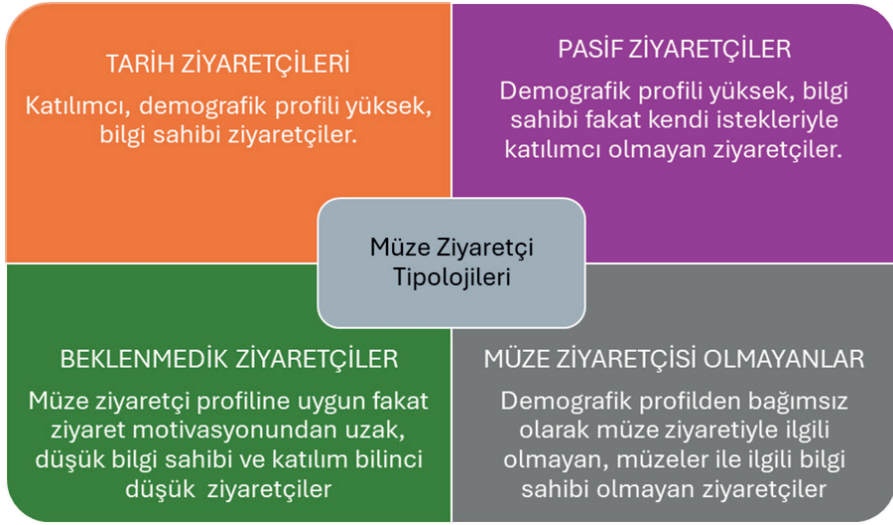 TARİH ZİYARETÇİLERİ
Katılımcı, demografik profili yüksek,
bilgi sahibi ziyaretçiler.
PASİF ZİYARETÇİLER
Demografik profili yüksek, bilgi
sahibi fakat kendi istekleriyle
katılımcı olmayan ziyaretçiler.
Müze Ziyaretçi
Tipolojileri
BEKLENMEDİK ZİYARETÇİLER
Müze ziyaretçi profiline uygun fakat
ziyaret motivasyonundan uzak,
düşük bilgi sahibi ve katılım bilinci
düşük ziyaretçiler
MÜZE ZİYARETÇİSİ OLMAYANLAR
Demografik profilden bağımsız
olarak müze ziyaretiyle ilgili
olmayan, müzeler ile ilgili bilgi
sahibi olmayan ziyaretçiler